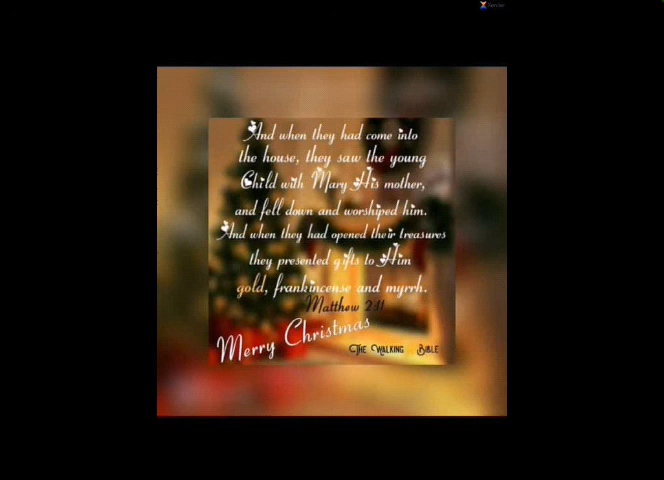 And when they had come into
the house, they saw the young
Child with Mary His mother,
and fell down and worshiped him.
And when they had opened their treasures
they presented gifts to Him
gold, frankincense and myrrh.
Matthew 2:11
Merry Christmas
The Walking Bible